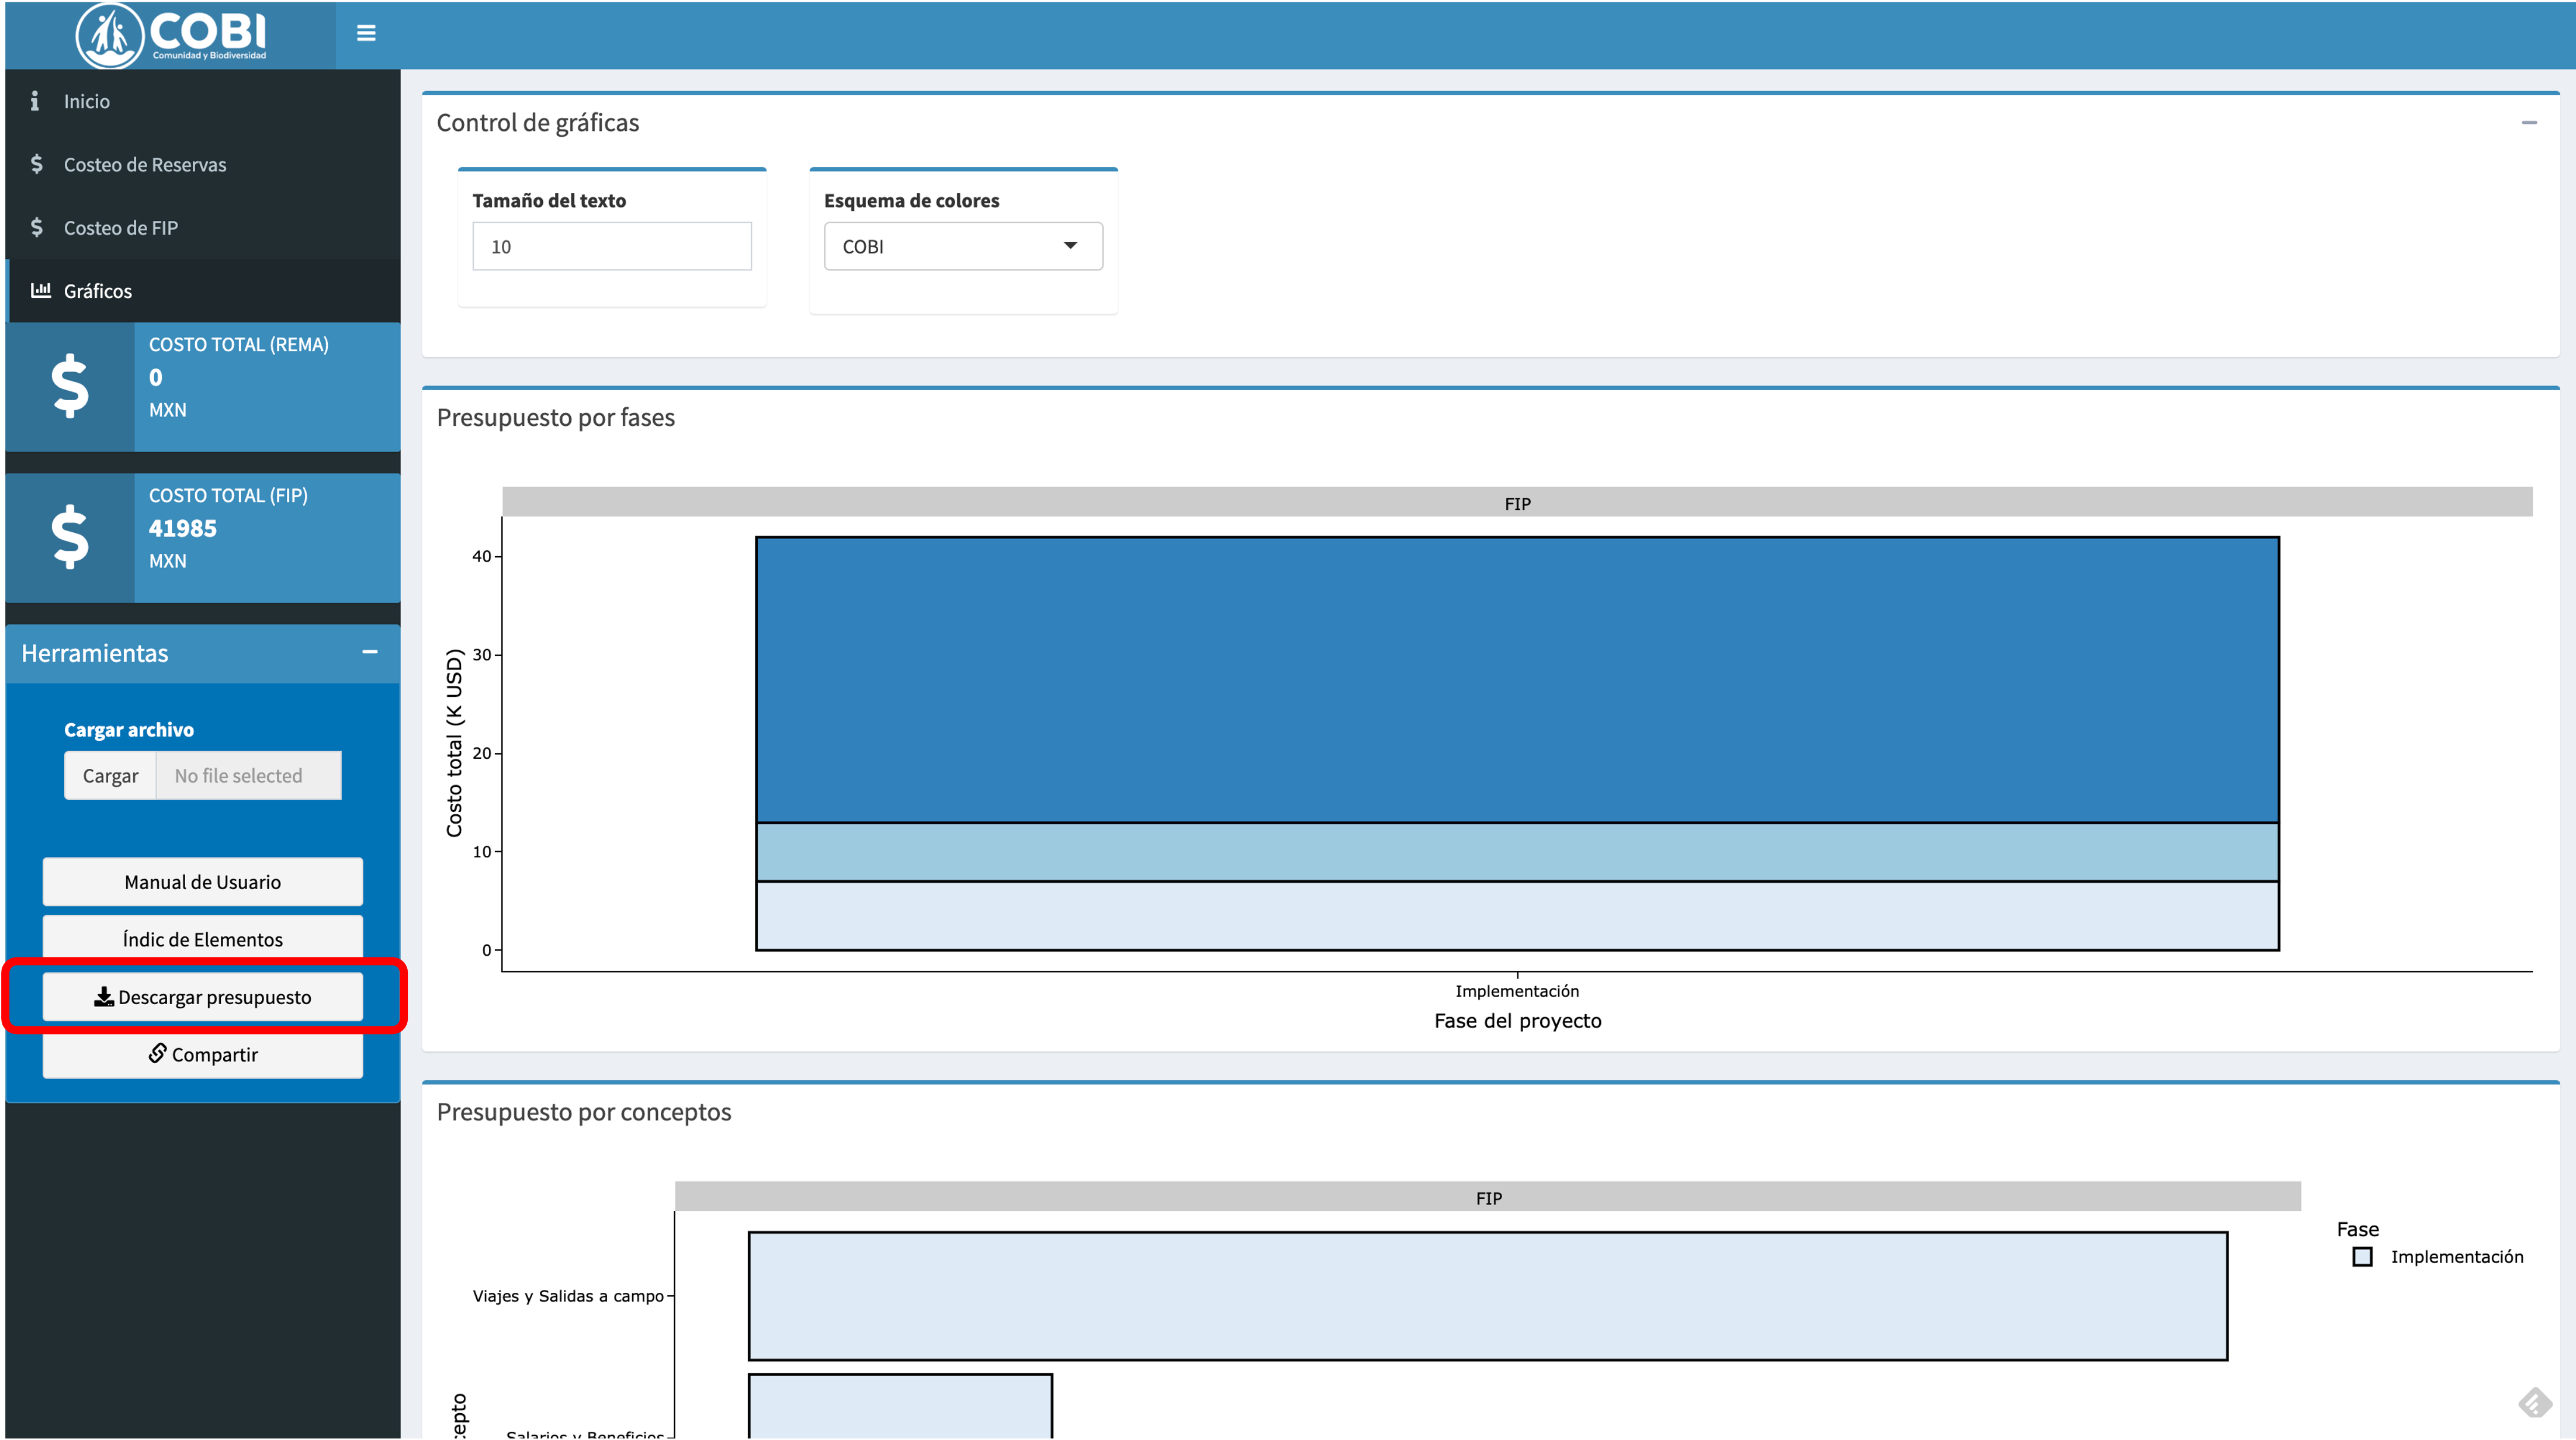 COBI
Comunidad y Biodiversidad
Inicio
Costeo de Reservas
Costeo de FIP
Gráficos
COSTO TOTAL (REMA)
0
MXN
COSTO TOTAL (FIP)
41985
MXN
Herramientas
Cargar archivo
Cargar No file selected
Manual de Usuario
Índic de Elementos
Descargar presupuesto
Compartir
Control de gráficas
Tamaño del texto
10
Esquema de colores
COBI
Presupuesto por fases
FIP
40
30
20
10
0
Costo total (K USD)
Implementación
Fase del proyecto
Presupuesto por conceptos
FIP
Viajes y Salidas a campo
Salarios y Beneficios
cepto
Fase
Implementación